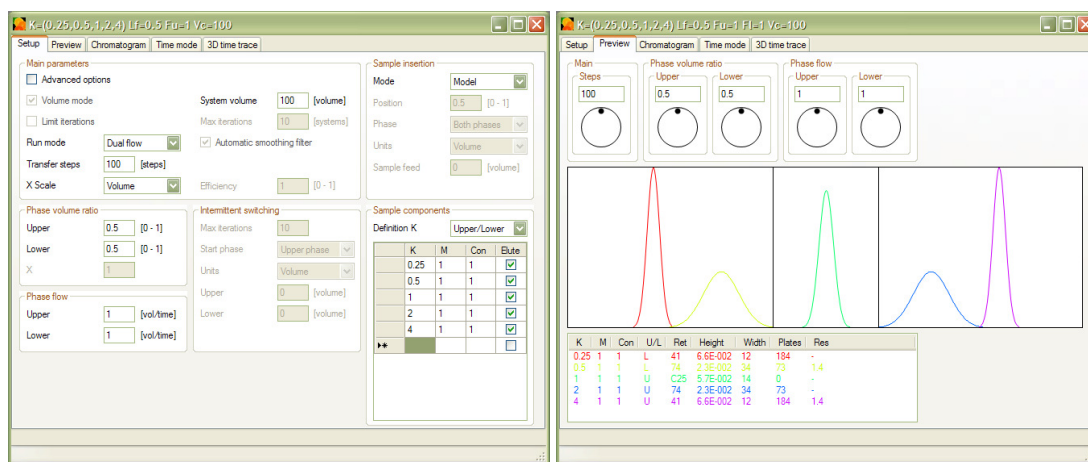 K=(0.25,0.5,1,2,4) Lf=0.5 Fu=1 Vc=100
Setup Preview Chromatogram Time mode 3D time trace
Main parameters
Advanced options
Volume mode System volume 100 [volume]
Limit iterations Max iterations 10 [systems]
Run mode Dual flow Automatic smoothing filter
Transfer steps 100 [steps]
X Scale Volume Efficiency 1 [0 - 1]
Sample insertion
Mode Model
Position 0.5 [0 - 1]
Phase Both phases
Units Volume
Sample feed 0 [volume]
Phase volume ratio
Upper 0.5 [0 - 1]
Lower 0.5 [0 - 1]
X 1
Phase flow
Upper 1 [vol/time]
Lower 1 [vol/time]
Intermittent switching
Max iterations 10
Start phase Upper phase
Units Volume
Upper 0 [volume]
Lower 0 [volume]
Sample components
Definition K Upper/Lower
K M Con Elute
0.25 1 1
0.5 1 1
1 1 1
2 1 1
4 1 1
K=(0.25,0.5,1,2,4) Lf=0.5 Fu=1 Fl=1 Vc=100
Setup Preview Chromatogram Time mode 3D time trace
Main Phase volume ratio Phase flow
Steps Upper Lower Upper Lower
100 0.5 0.5 1 1
K M Con U/L Ret Height Width Plates Res
0.25 1 1 L 41 6.6E-002 12 184 -
0.5 1 1 L 74 2.3E-002 34 73 1.4
1 1 1 U C25 5.7E-002 14 0 -
2 1 1 U 74 2.3E-002 34 73 -
4 1 1 U 41 6.6E-002 12 184 1.4